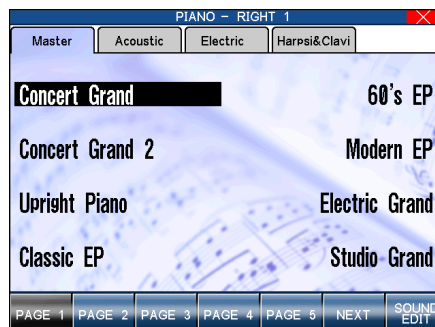 PIANO - RIGHT 1
Master Acoustic Electric Harpsi&Clavi
Concert Grand 60's EP
Concert Grand 2 Modern EP
Upright Piano Electric Grand
Classic EP Studio Grand
PAGE 1 PAGE 2 PAGE 3 PAGE 4 PAGE 5 NEXT SOUND EDIT